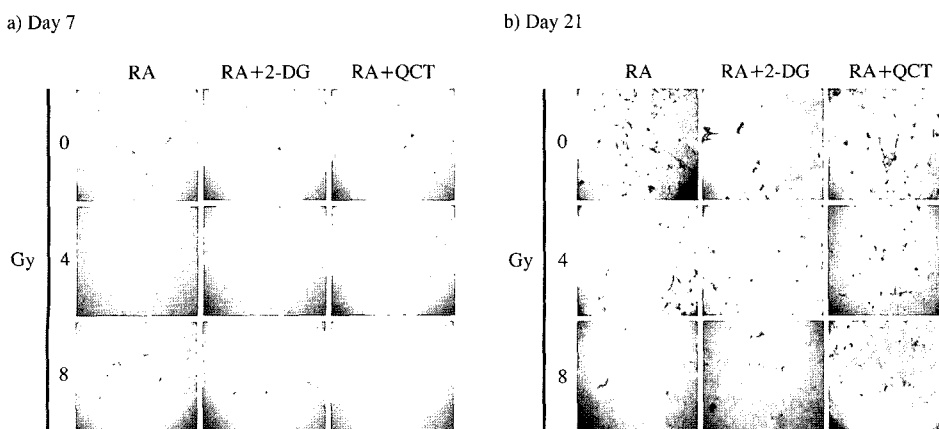 a) Day 7
RA RA+2-DG RA+QCT
0
Gy 4
8
b) Day 21
RA RA+2-DG RA+QCT
0
Gy 4
8